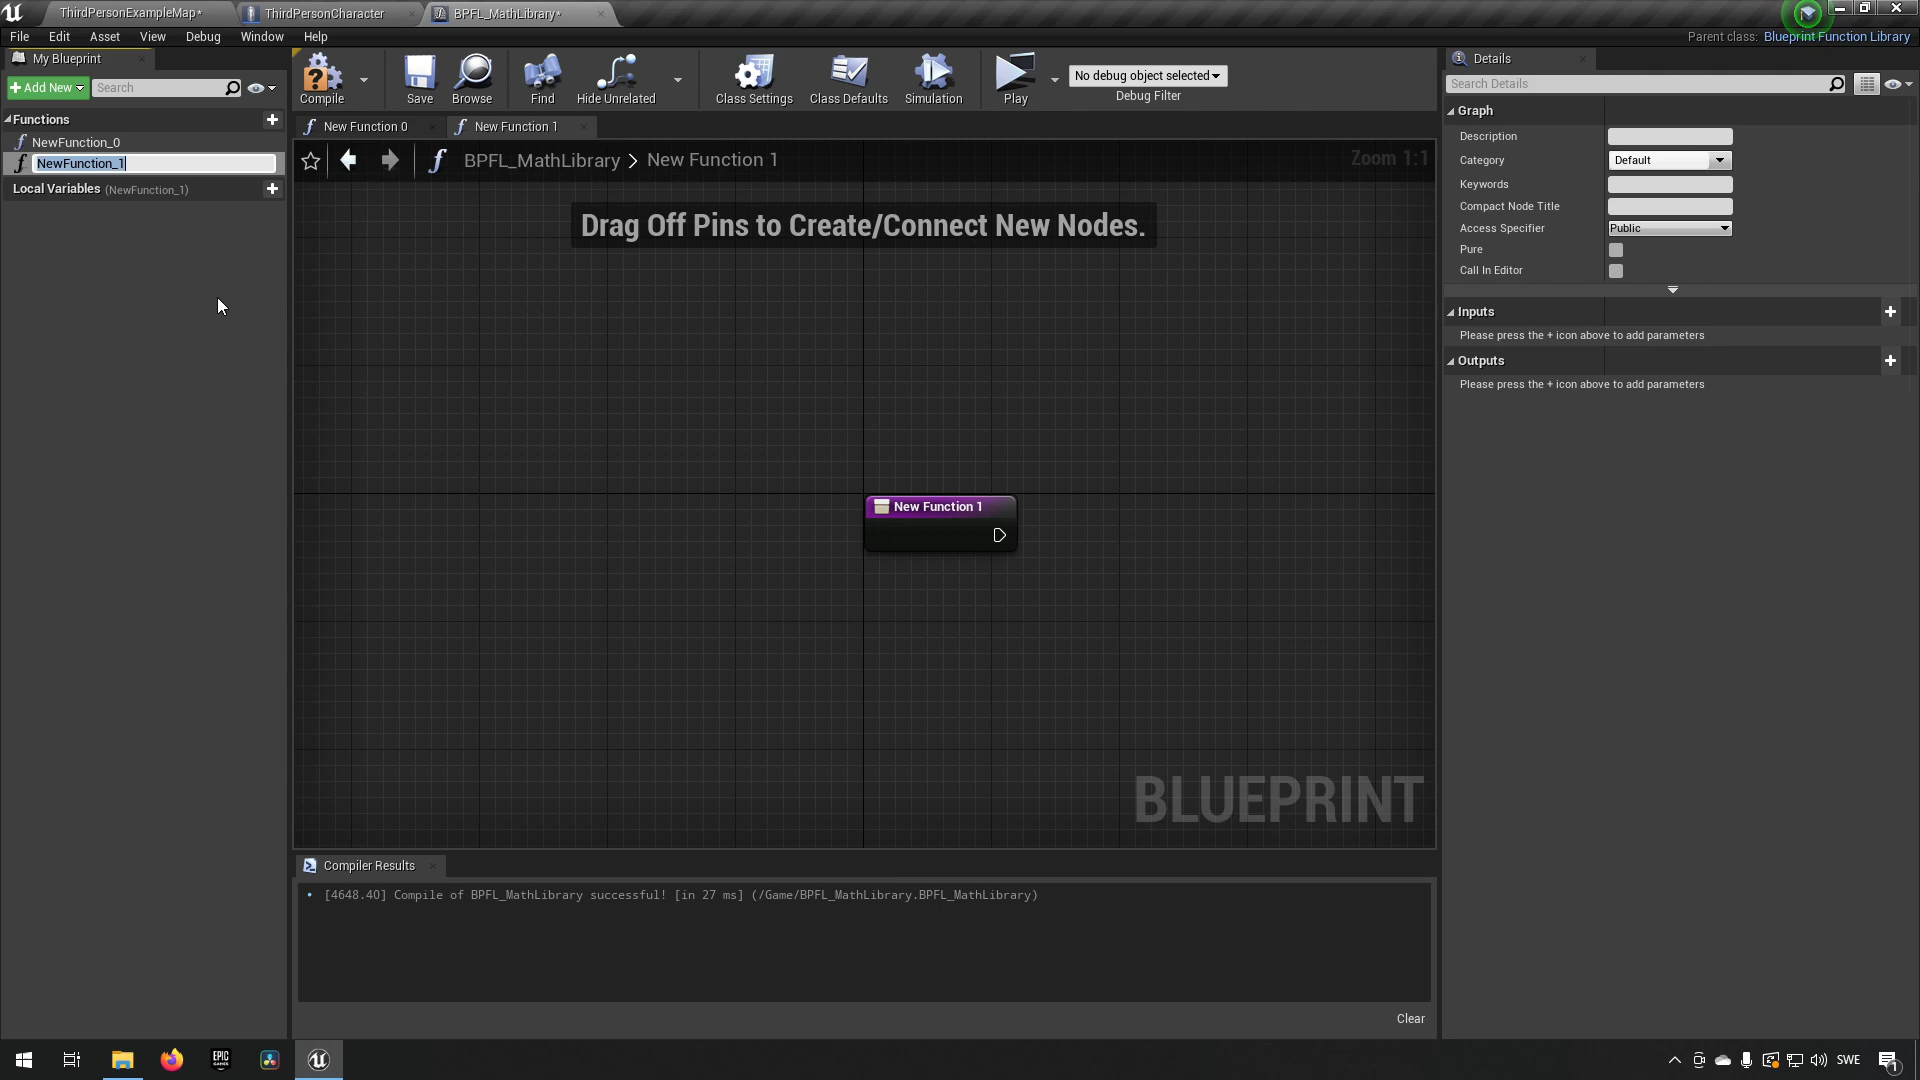 ThirdPersonExampleMap*
ThirdPersonCharacter
BPFL_MathLibrary*
File Edit Asset View Debug Window Help
Parent class: Blueprint Function Library
My Blueprint
Add New
Search
Functions
NewFunction_0
NewFunction_1
Local Variables (NewFunction_1)
Compile
Save
Browse
Find
Hide Unrelated
Class Settings
Class Defaults
Simulation
Play
No debug object selected
Debug Filter
New Function 0
New Function 1
BPFL_MathLibrary > New Function 1
Zoom 1:1
Drag Off Pins to Create/Connect New Nodes.
New Function 1
BLUEPRINT
Compiler Results
[4648.40] Compile of BPFL_MathLibrary successful! [in 27 ms] (/Game/BPFL_MathLibrary.BPFL_MathLibrary)
Clear
Details
Search Details
Graph
Description
Category Default
Keywords
Compact Node Title
Access Specifier Public
Pure
Call In Editor
Inputs
Please press the + icon above to add parameters
Outputs
Please press the + icon above to add parameters
EPIC
GAMES
SWE
1